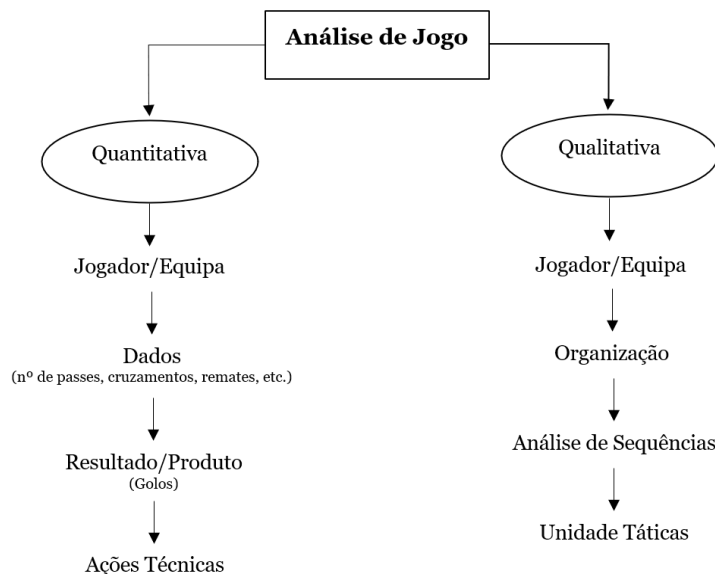 Análise de Jogo
Quantitativa
Jogador/Equipa
Dados
(nº de passes, cruzamentos, remates, etc.)
Resultado/Produto
(Golos)
Ações Técnicas
Qualitativa
Jogador/Equipa
Organização
Análise de Sequências
Unidade Táticas